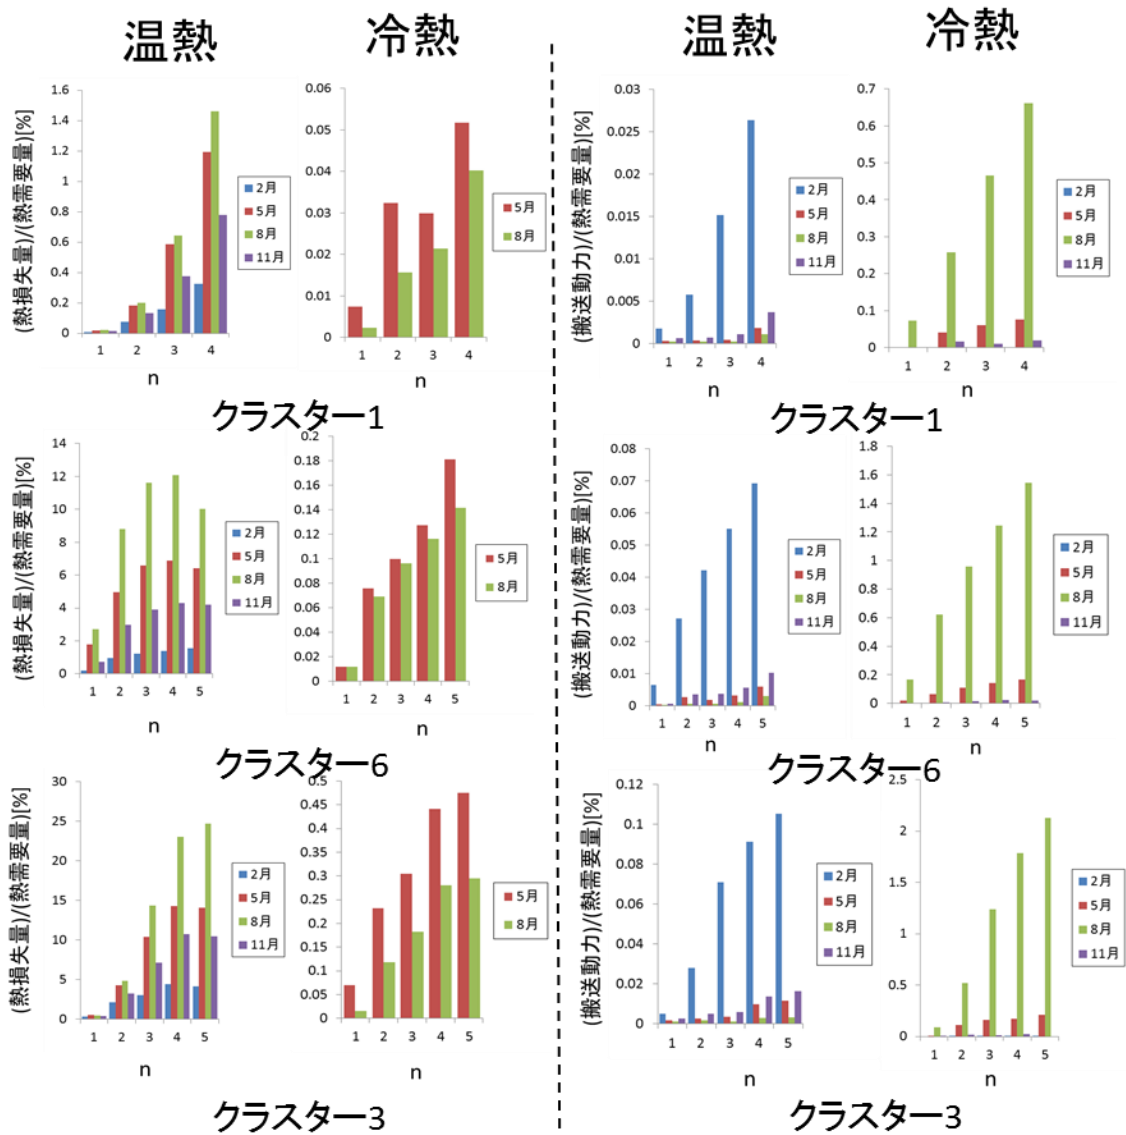 温熱 冷熱 温熱 冷熱
(熱損失量)/(熱需要量)[%]
1.6
1.4
1.2
1
0.8
0.6
0.4
0.2
0
1 2 3 4
n
2月
5月
8月
11月
0.06
0.05
0.04
0.03
0.02
0.01
0
1 2 3 4
5月
8月
クラスター1
(搬送動力)/(熱需要量)[%]
0.03
0.025
0.02
0.015
0.01
0.005
0
1 2 3 4
n
2月
5月
8月
11月
0.7
0.6
0.5
0.4
0.3
0.2
0.1
0
1 2 3 4
n
2月
5月
8月
11月
クラスター1
(熱損失量)/(熱需要量)[%]
14
12
10
8
6
4
2
0
1 2 3 4 5
n
2月
5月
8月
11月
0.2
0.18
0.16
0.14
0.12
0.1
0.08
0.06
0.04
0.02
0
1 2 3 4 5
n
5月
8月
クラスター6
(搬送動力)/(熱需要量)[%]
0.08
0.07
0.06
0.05
0.04
0.03
0.02
0.01
0
1 2 3 4 5
n
2月
5月
8月
11月
1.8
1.6
1.4
1.2
1
0.8
0.6
0.4
0.2
0
1 2 3 4 5
n
2月
5月
8月
11月
クラスター6
(熱損失量)/(熱需要量)[%]
30
25
20
15
10
5
0
1 2 3 4 5
n
2月
5月
8月
11月
0.5
0.45
0.4
0.35
0.3
0.25
0.2
0.15
0.1
0.05
0
1 2 3 4 5
n
5月
8月
クラスター3
(搬送動力)/(熱需要量)[%]
0.12
0.1
0.08
0.06
0.04
0.02
0
1 2 3 4 5
n
2月
5月
8月
11月
2.5
2
1.5
1
0.5
0
1 2 3 4 5
n
2月
5月
8月
11月
クラスター3